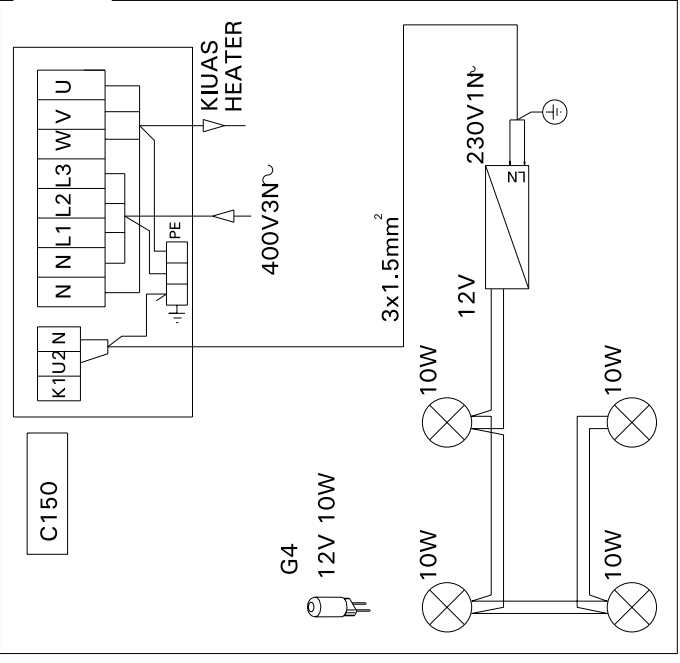 C150
K1 U2 N
N N L1 L2 L3 W V U
PE
KIUAS
HEATER
400V3N~
3x1.5mm²
230V1N~
L N
12V
10W
10W
10W
10W
G4
12V 10W